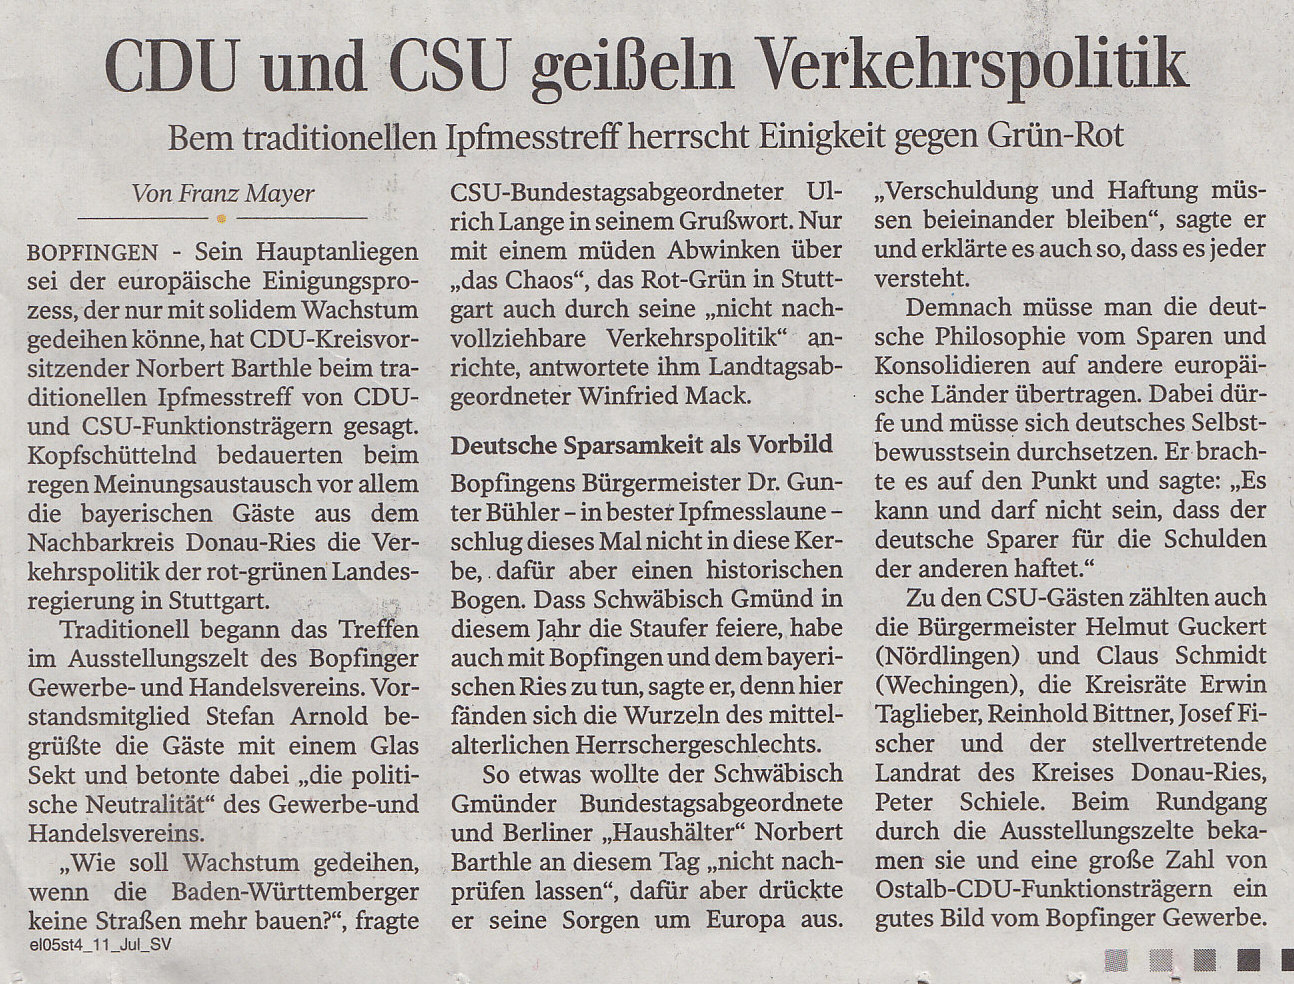 CDU und CSU geißeln Verkehrspolitik
Bem traditionellen Ipfmesstreff herrscht Einigkeit gegen Grün-Rot
Von Franz Mayer
BOPFINGEN - Sein Hauptanliegen
sei der europäische Einigungspro-
zess, der nur mit solidem Wachstum
gedeihen könne, hat CDU-Kreisvor-
sitzender Norbert Barthle beim tra-
ditionellen Ipfmesstreff von CDU-
und CSU-Funktionsträgern gesagt.
Kopfschüttelnd bedauerten beim
regen Meinungsaustausch vor allem
die bayerischen Gäste aus dem
Nachbarkreis Donau-Ries die Ver-
kehrspolitik der rot-grünen Landes-
regierung in Stuttgart.
Traditionell begann das Treffen
im Ausstellungszelt des Bopfinger
Gewerbe- und Handelsvereins. Vor-
standsmitglied Stefan Arnold be-
grüßte die Gäste mit einem Glas
Sekt und betonte dabei „die politi-
sche Neutralität“ des Gewerbe-und
Handelsvereins.
„Wie soll Wachstum gedeihen,
wenn die Baden-Württemberger
keine Straßen mehr bauen?“, fragte
el05st4_11_Jul_SV
CSU-Bundestagsabgeordneter Ul-
rich Lange in seinem Grußwort. Nur
mit einem müden Abwinken über
„das Chaos“, das Rot-Grün in Stutt-
gart auch durch seine „nicht nach-
vollziehbare Verkehrspolitik“ an-
richte, antwortete ihm Landtagsab-
geordneter Winfried Mack.
Deutsche Sparsamkeit als Vorbild
Bopfingens Bürgermeister Dr. Gun-
ter Bühler – in bester Ipfmesslaune –
schlug dieses Mal nicht in diese Ker-
be, dafür aber einen historischen
Bogen. Dass Schwäbisch Gmünd in
diesem Jahr die Staufer feiere, habe
auch mit Bopfingen und dem bayeri-
schen Ries zu tun, sagte er, denn hier
fänden sich die Wurzeln des mittel-
alterlichen Herrschergeschlechts.
So etwas wollte der Schwäbisch
Gmünder Bundestagsabgeordnete
und Berliner „Haushälter“ Norbert
Barthle an diesem Tag „nicht nach-
prüfen lassen“, dafür aber drückte
er seine Sorgen um Europa aus.
„Verschuldung und Haftung müs-
sen beieinander bleiben“, sagte er
und erklärte es auch so, dass es jeder
versteht.
Demnach müsse man die deut-
sche Philosophie vom Sparen und
Konsolidieren auf andere europäi-
sche Länder übertragen. Dabei dür-
fe und müsse sich deutsches Selbst-
bewusstsein durchsetzen. Er brach-
te es auf den Punkt und sagte: „Es
kann und darf nicht sein, dass der
deutsche Sparer für die Schulden
der anderen haftet.“
Zu den CSU-Gästen zählten auch
die Bürgermeister Helmut Guckert
(Nördlingen) und Claus Schmidt
(Wechingen), die Kreisräte Erwin
Taglieber, Reinhold Bittner, Josef Fi-
scher und der stellvertretende
Landrat des Kreises Donau-Ries,
Peter Schiele. Beim Rundgang
durch die Ausstellungszelte beka-
men sie und eine große Zahl von
Ostalb-CDU-Funktionsträgern ein
gutes Bild vom Bopfinger Gewerbe.